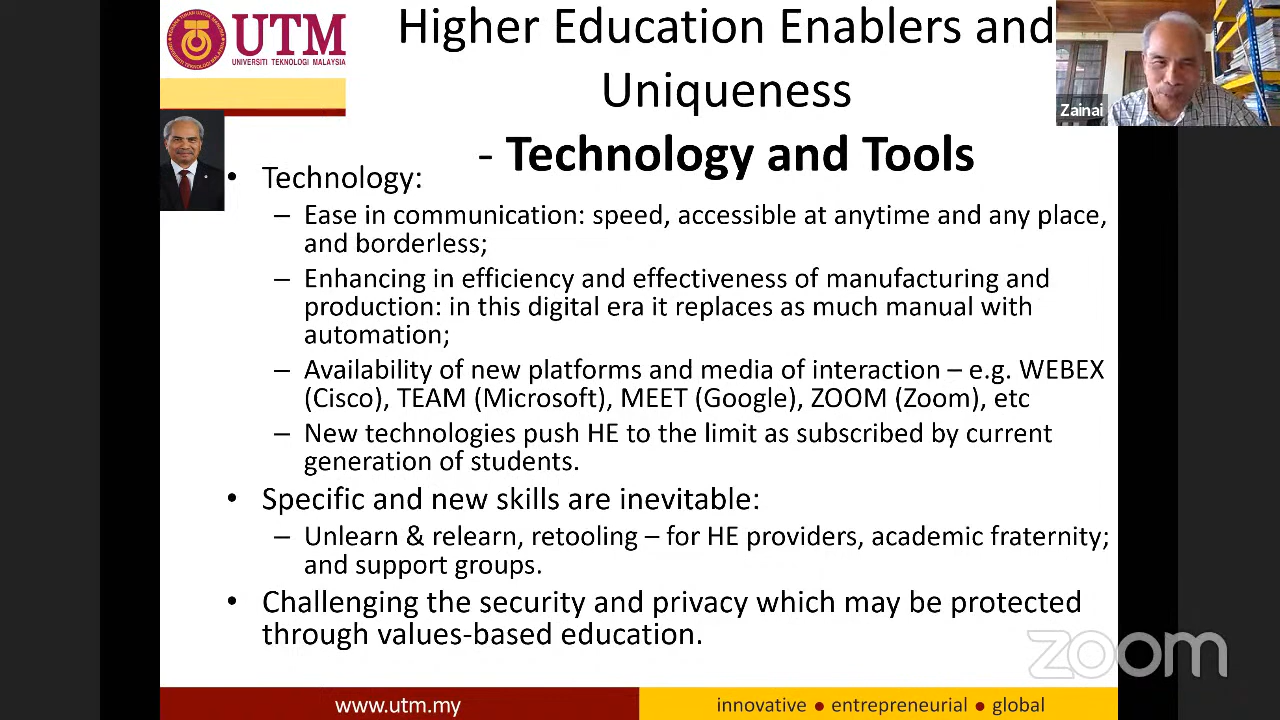 UTM
UNIVERSITI TEKNOLOGI MALAYSIA
Higher Education Enablers and
Uniqueness
- Technology and Tools
Zainai
• Technology:
– Ease in communication: speed, accessible at anytime and any place,
and borderless;
– Enhancing in efficiency and effectiveness of manufacturing and
production: in this digital era it replaces as much manual with
automation;
– Availability of new platforms and media of interaction – e.g. WEBEX
(Cisco), TEAM (Microsoft), MEET (Google), ZOOM (Zoom), etc
– New technologies push HE to the limit as subscribed by current
generation of students.
• Specific and new skills are inevitable:
– Unlearn & relearn, retooling – for HE providers, academic fraternity;
and support groups.
• Challenging the security and privacy which may be protected
through values-based education.
zoom
www.utm.my
innovative ● entrepreneurial ● global